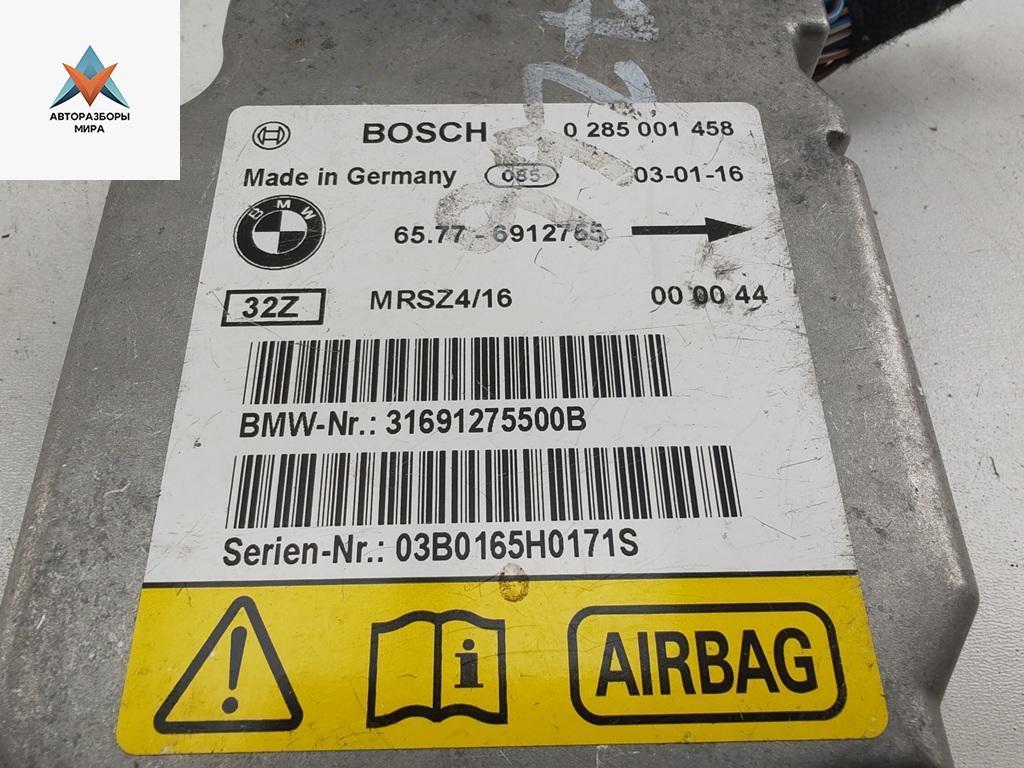 АВТОРАЗБОРЫ
МИРА
BOSCH 0 285 001 458
Made in Germany 085 03-01-16
BMW
65.77 - 6912765
32Z MRSZ4/16 00 00 44
BMW-Nr.: 31691275500B
Serien-Nr.: 03B0165H0171S
! i AIRBAG